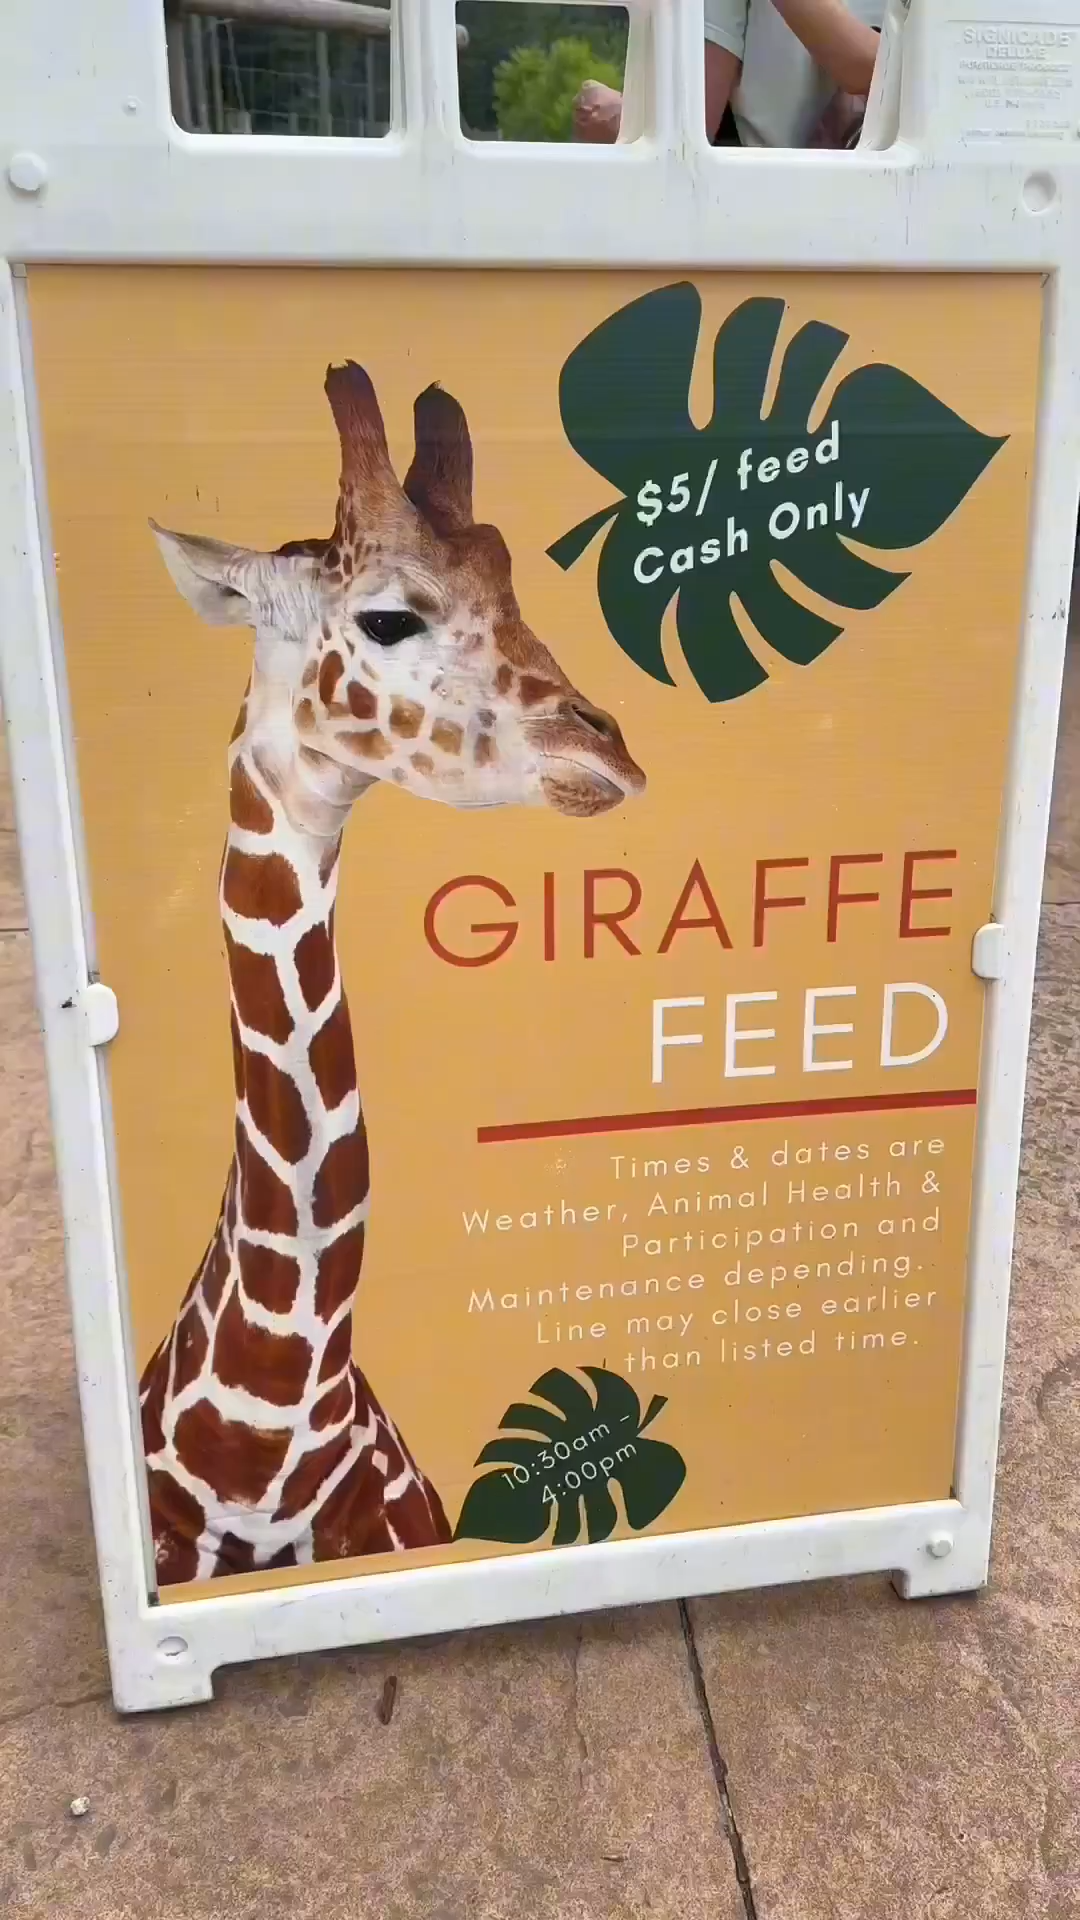 SIGNICADE
DELUXE
$5/ feed
Cash Only
GIRAFFE
FEED
Times & dates are
Weather, Animal Health &
Participation and
Maintenance depending.
Line may close earlier
than listed time.
10:30am -
4:00pm